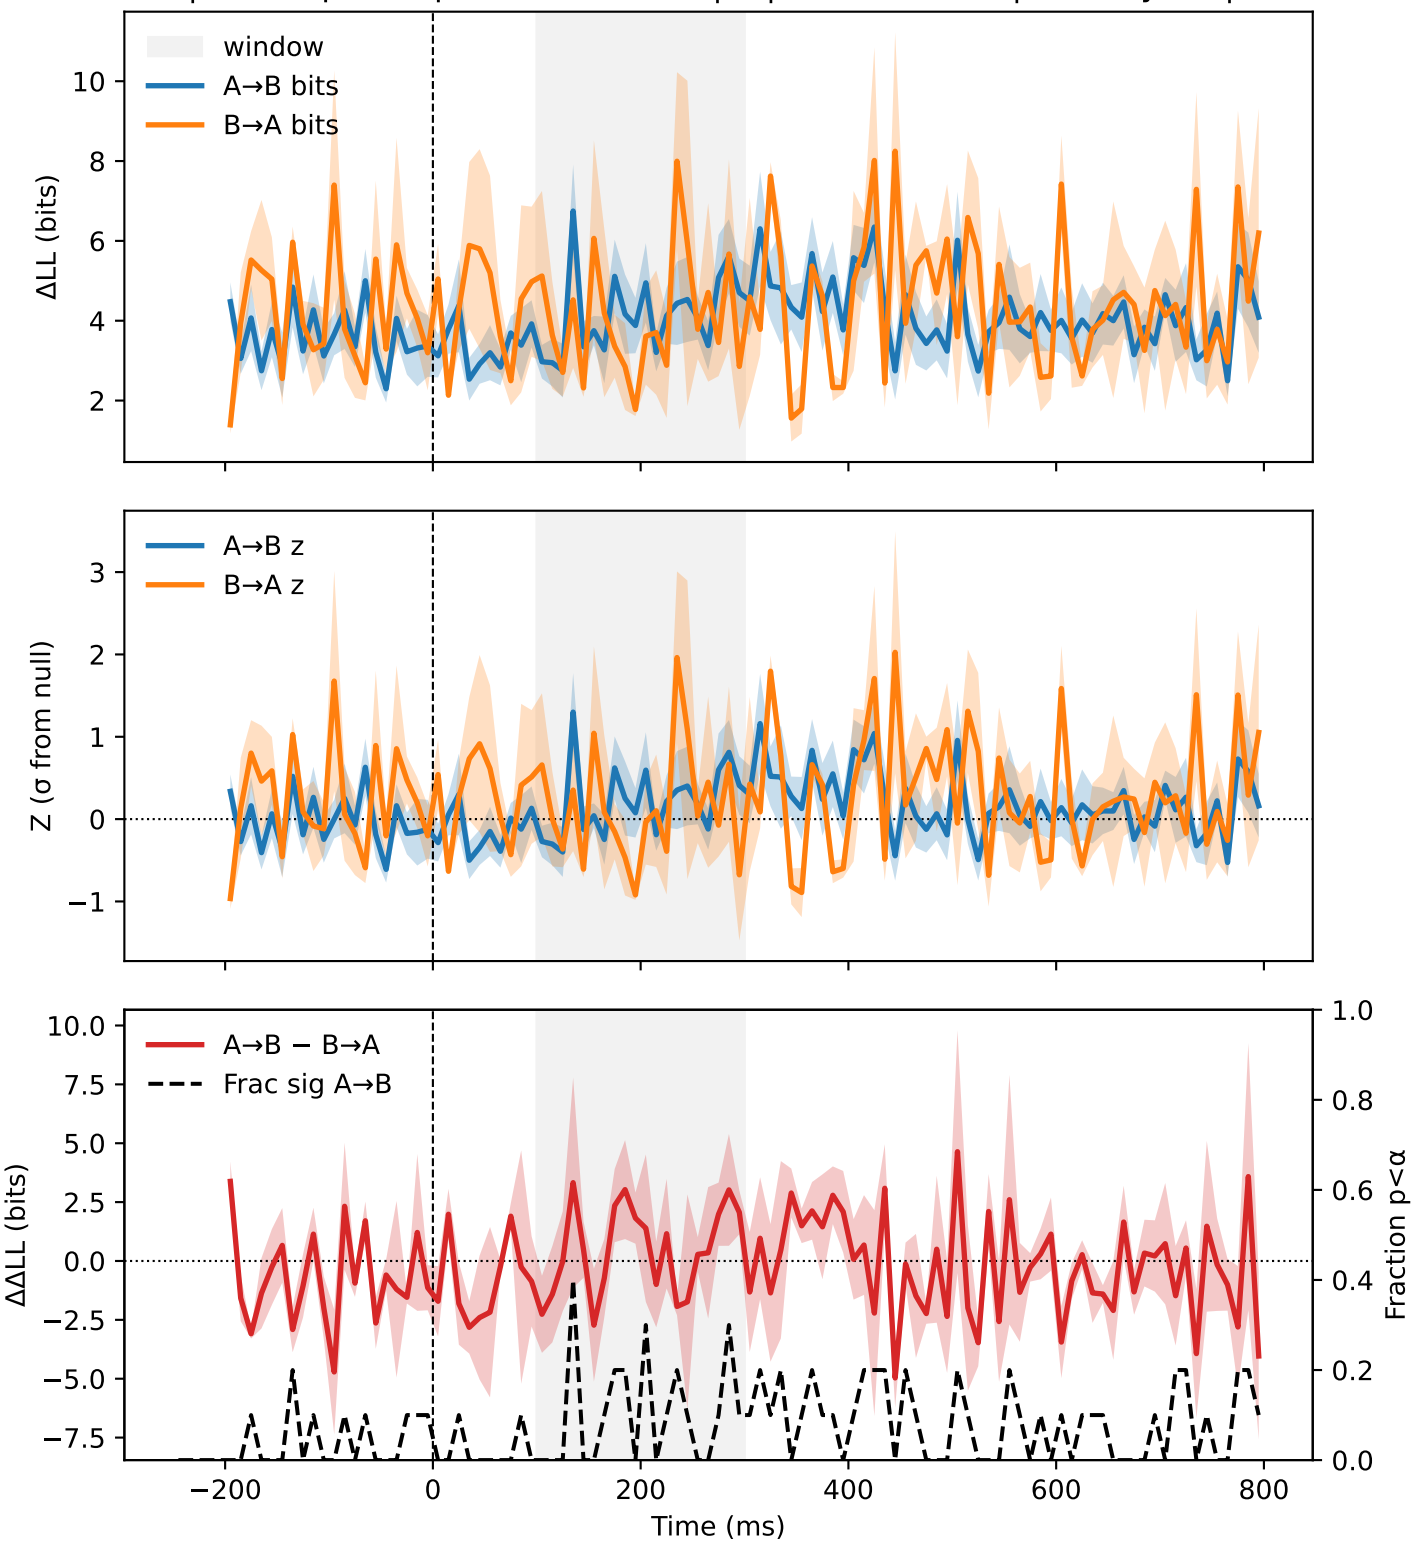 window
A→B bits
B→A bits
ΔLL (bits)
10
8
6
4
2
A→B z
B→A z
Z (σ from null)
3
2
1
0
−1
A→B − B→A
Frac sig A→B
ΔΔLL (bits)
10.0
7.5
5.0
2.5
0.0
−2.5
−5.0
−7.5
1.0
0.8
0.6
0.4
0.2
0.0
Fraction p<α
−200
0
200
400
600
800
Time (ms)